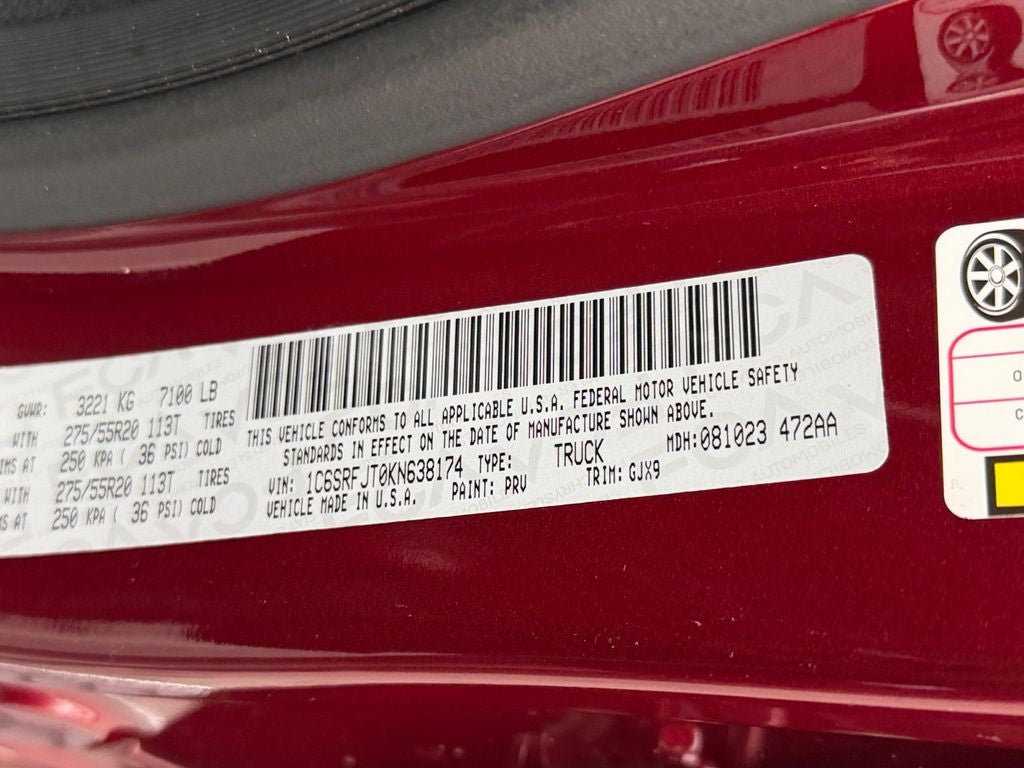 GVWR: 3221 KG 7100 LB
WITH 275/55R20 113T TIRES
IMS AT 250 KPA ( 36 PSI) COLD
275/55R20 113T TIRES
WITH
MS AT 250 KPA ( 36 PSI) COLD
THIS VEHICLE CONFORMS TO ALL APPLICABLE U.S.A. FEDERAL MOTOR VEHICLE SAFETY
STANDARDS IN EFFECT ON THE DATE OF MANUFACTURE SHOWN ABOVE.
VIN: 1C6SRFJT0KN638174 TYPE: TRUCK MDH:081023 472AA
VEHICLE MADE IN U.S.A. PAINT: PRV TRIM: GJX9
O
C